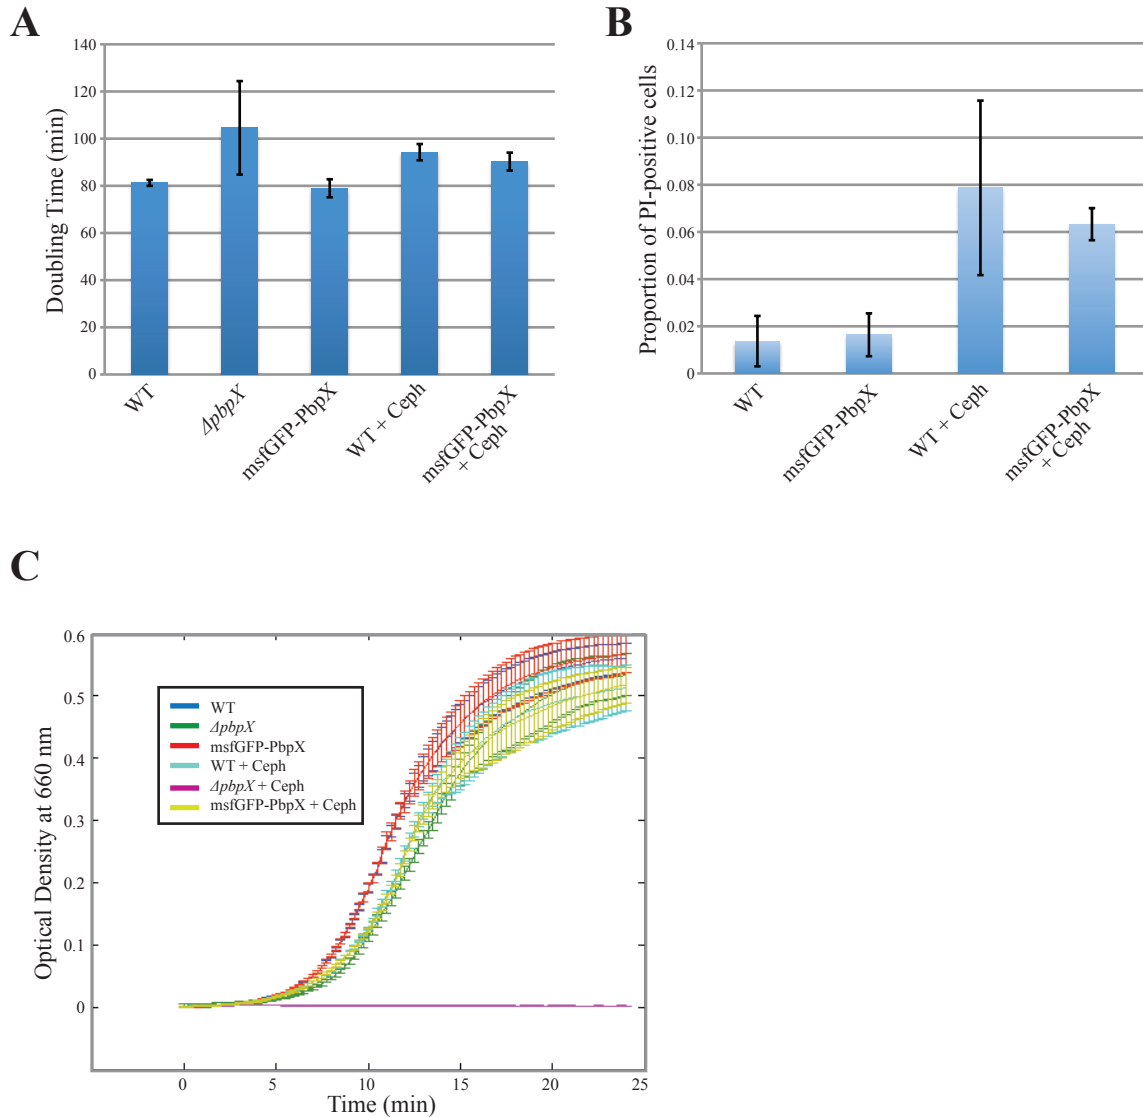 A
Doubling Time (min)
140
120
100
80
60
40
20
0
WT
ΔpbpX
msfGFP-PbpX
WT + Ceph
msfGFP-PbpX
+ Ceph
B
Proportion of PI-positive cells
0.14
0.12
0.10
0.08
0.06
0.04
0.02
0
WT
msfGFP-PbpX
WT + Ceph
msfGFP-PbpX
+ Ceph
C
Optical Density at 660 nm
0.6
0.5
0.4
0.3
0.2
0.1
0
WT
ΔpbpX
msfGFP-PbpX
WT + Ceph
ΔpbpX + Ceph
msfGFP-PbpX + Ceph
0 5 10 15 20 25
Time (min)